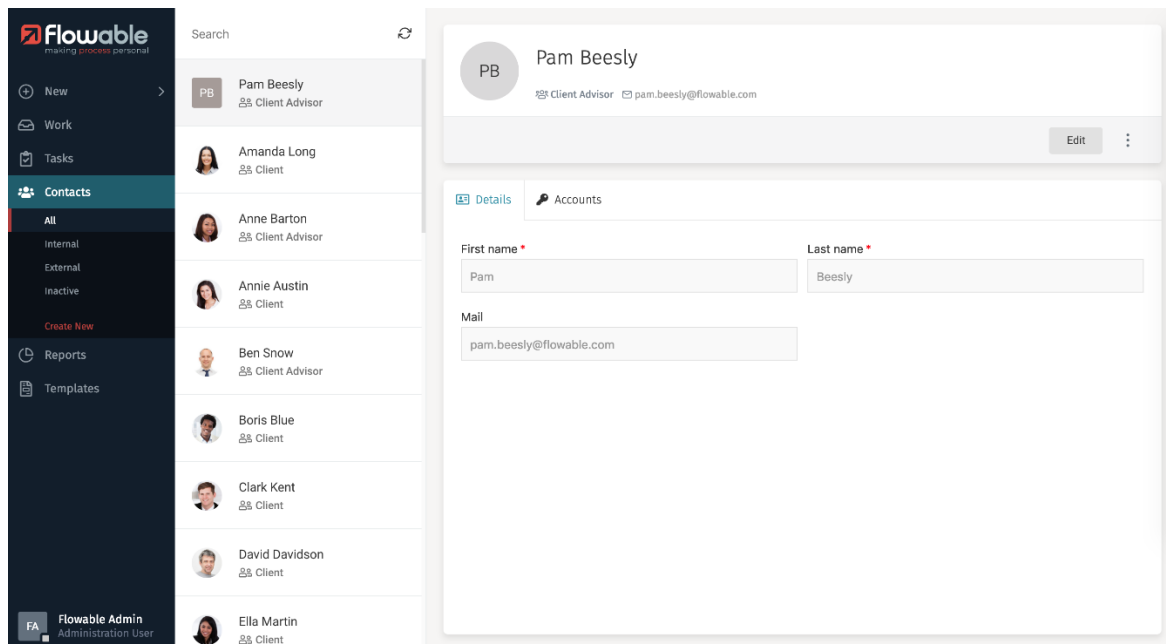 flowable
making process personal
New
Work
Tasks
Contacts
All
Internal
External
Inactive
Create New
Reports
Templates
FA
Flowable Admin
Administration User
Search
PB
Pam Beesly
Client Advisor
Amanda Long
Client
Anne Barton
Client Advisor
Annie Austin
Client
Ben Snow
Client Advisor
Boris Blue
Client
Clark Kent
Client
David Davidson
Client
Ella Martin
Client
PB
Pam Beesly
Client Advisor pam.beesly@flowable.com
Edit
Details Accounts
First name * Last name *
Pam Beesly
Mail
pam.beesly@flowable.com